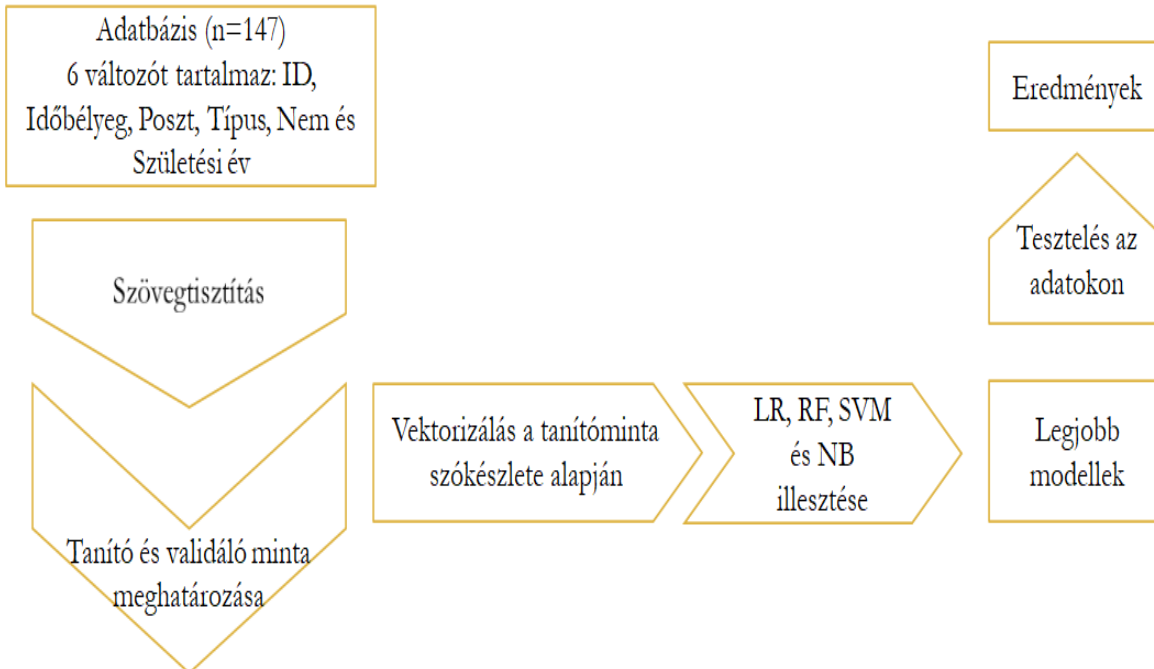 Adatbázis (n=147)
6 változót tartalmaz: ID,
Időbélyeg, Poszt, Típus, Nem és
Születési év
Szövegtisztítás
Tanító és validáló minta
meghatározása
Vektorizálás a tanítóminta
szókészlete alapján
LR, RF, SVM
és NB
illesztése
Legjobb
modellek
Tesztelés az
adatokon
Eredmények